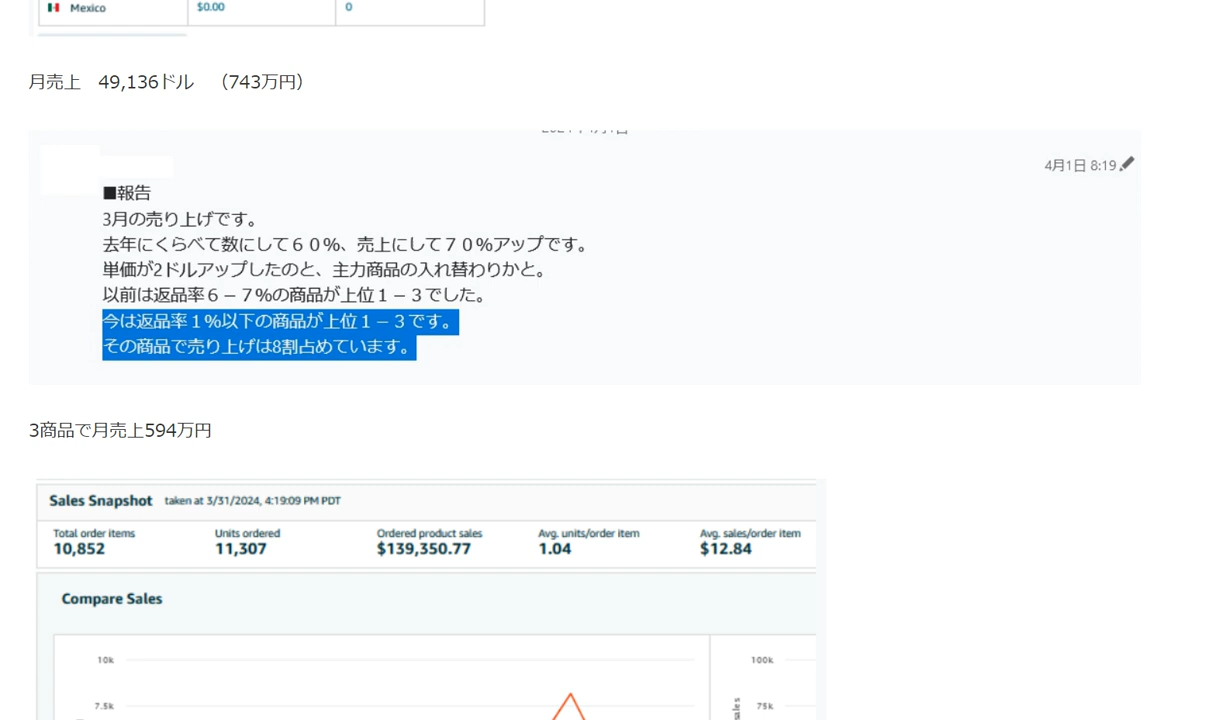 Mexico $0.00 0
月売上　49,136ドル　（743万円）
4月1日 8:19
■報告
3月の売り上げです。
去年にくらべて数にして６０%、売上にして７０%アップです。
単価が2ドルアップしたのと、主力商品の入れ替わりかと。
以前は返品率６－７%の商品が上位１－３でした。
今は返品率１%以下の商品が上位１－３です。
その商品で売り上げは8割占めています。
3商品で月売上594万円
Sales Snapshot taken at 3/31/2024, 4:19:09 PM PDT
Total order items Units ordered Ordered product sales Avg. units/order item Avg. sales/order item
10,852 11,307 $139,350.77 1.04 $12.84
Compare Sales
10k 100k
7.5k 75k
sales